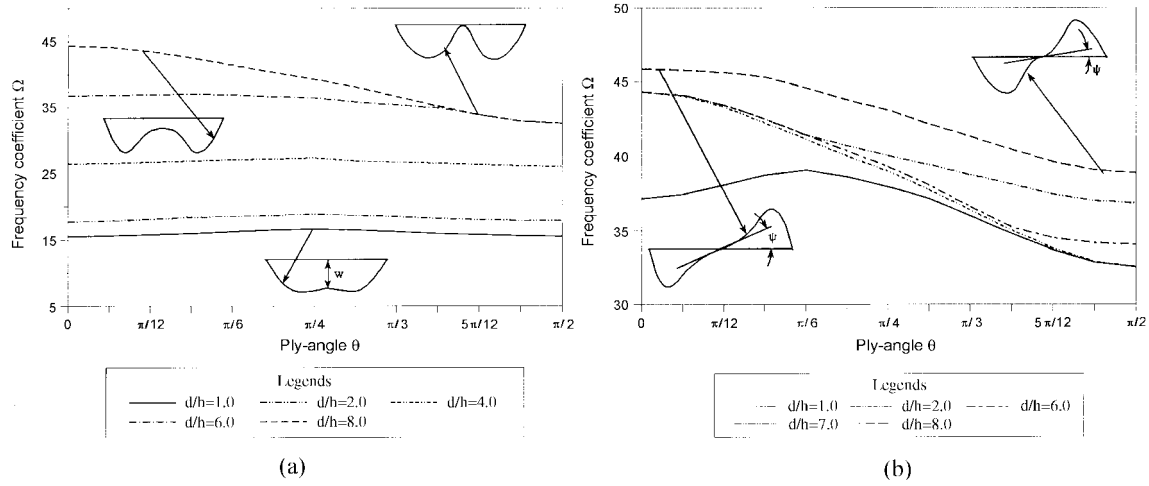 (a)
Frequency coefficient Ω
45
35
25
15
5
w
0 π/12 π/6 π/4 π/3 5π/12 π/2
Ply-angle θ
Legends
d/h=1.0 d/h=2.0 d/h=4.0
d/h=6.0 d/h=8.0
(a)
(b)
Frequency coefficient Ω
50
45
40
35
30
ψ
ψ
0 π/12 π/6 π/4 π/3 5π/12 π/2
Ply-angle θ
Legends
d/h=1.0 d/h=2.0 d/h=6.0
d/h=7.0 d/h=8.0
(b)